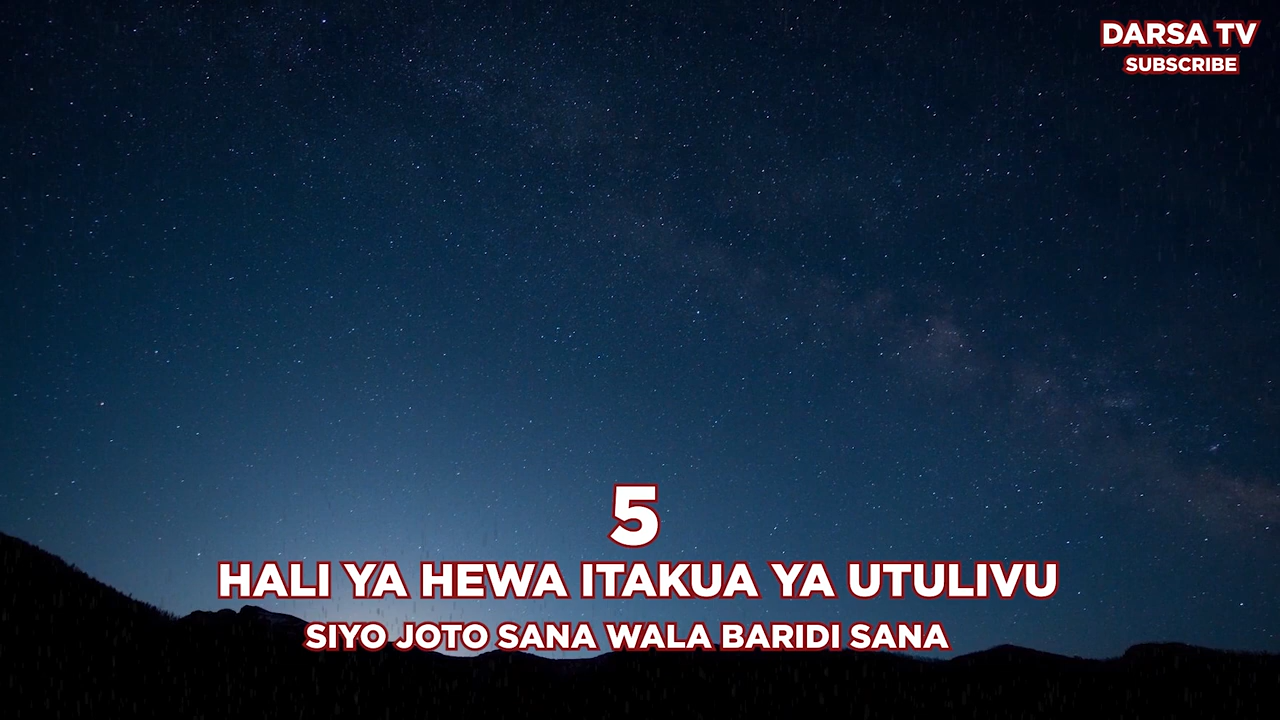 DARSA TV
SUBSCRIBE
5
HALI YA HEWA ITAKUA YA UTULIVU
SIYO JOTO SANA WALA BARIDI SANA